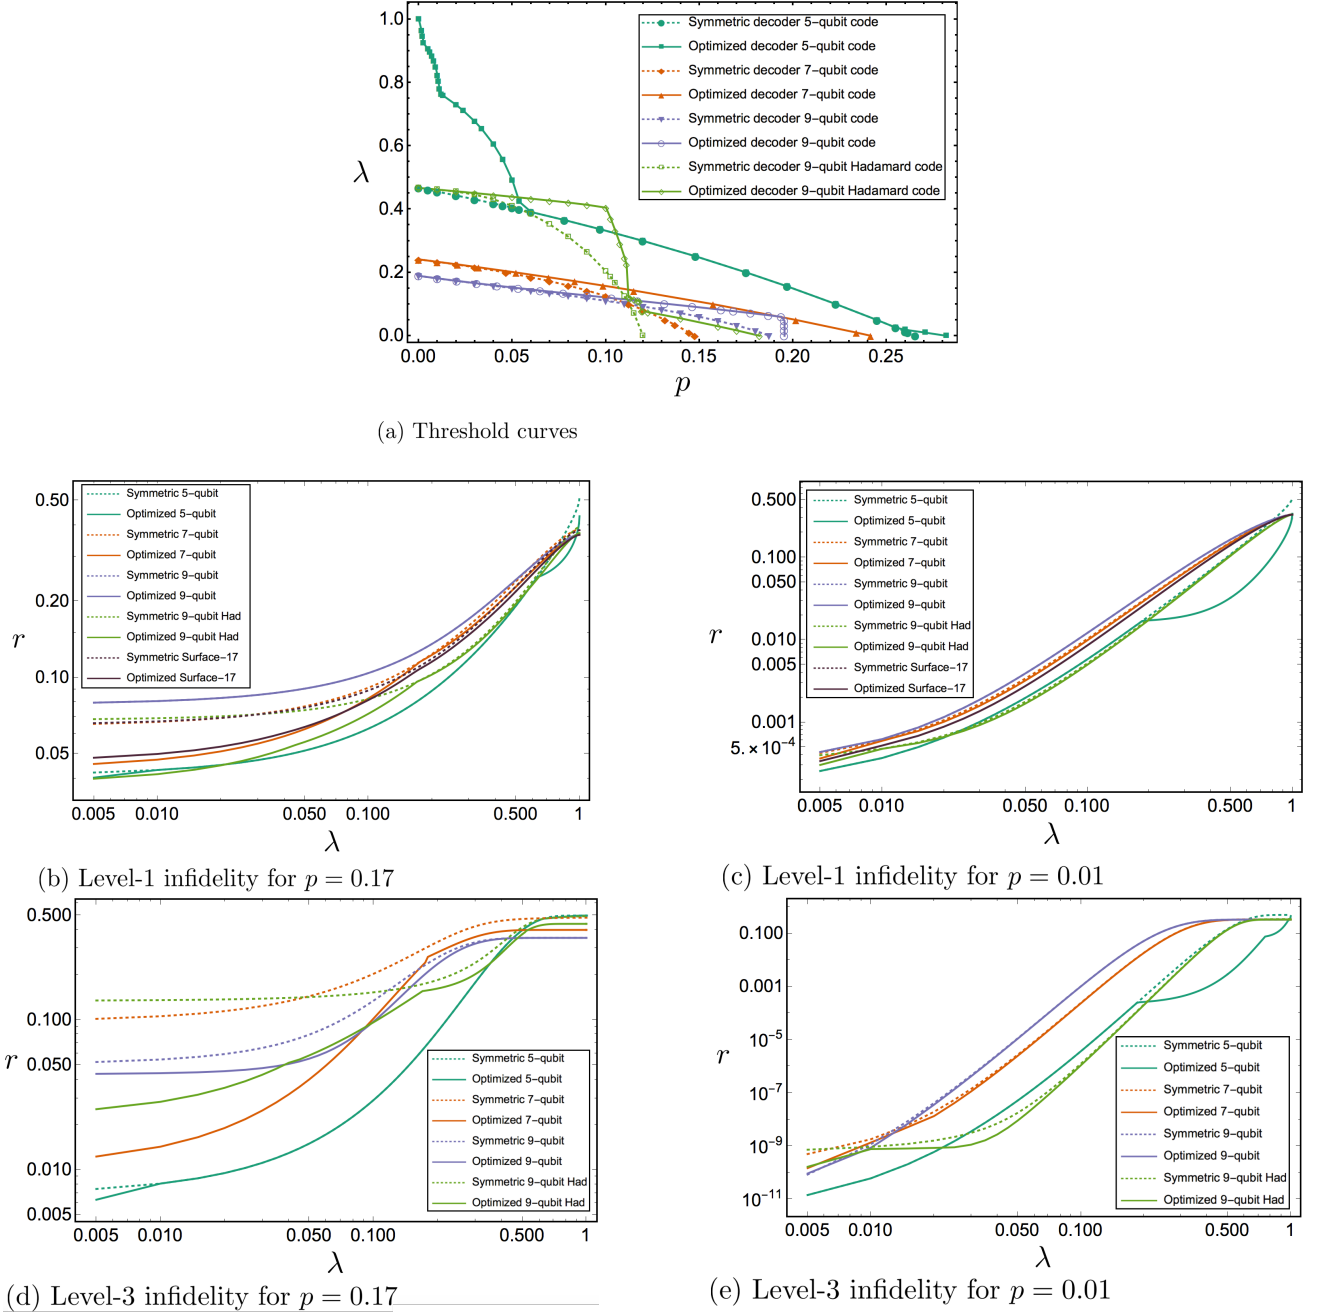 1.0
0.8
0.6
0.4
0.2
0.0
λ
0.00 0.05 0.10 0.15 0.20 0.25
p
Symmetric decoder 5-qubit code
Optimized decoder 5-qubit code
Symmetric decoder 7-qubit code
Optimized decoder 7-qubit code
Symmetric decoder 9-qubit code
Optimized decoder 9-qubit code
Symmetric decoder 9-qubit Hadamard code
Optimized decoder 9-qubit Hadamard code
(a) Threshold curves
0.50
0.20
0.10
0.05
r
Symmetric 5-qubit
Optimized 5-qubit
Symmetric 7-qubit
Optimized 7-qubit
Symmetric 9-qubit
Optimized 9-qubit
Symmetric 9-qubit Had
Optimized 9-qubit Had
Symmetric Surface-17
Optimized Surface-17
0.005 0.010 0.050 0.100 0.500 1
λ
(b) Level-1 infidelity for p = 0.17
0.500
0.100
0.050
0.010
0.005
0.001
5. × 10⁻⁴
r
Symmetric 5-qubit
Optimized 5-qubit
Symmetric 7-qubit
Optimized 7-qubit
Symmetric 9-qubit
Optimized 9-qubit
Symmetric 9-qubit Had
Optimized 9-qubit Had
Symmetric Surface-17
Optimized Surface-17
0.005 0.010 0.050 0.100 0.500 1
λ
(c) Level-1 infidelity for p = 0.01
0.500
0.100
0.050
0.010
0.005
r
Symmetric 5-qubit
Optimized 5-qubit
Symmetric 7-qubit
Optimized 7-qubit
Symmetric 9-qubit
Optimized 9-qubit
Symmetric 9-qubit Had
Optimized 9-qubit Had
0.005 0.010 0.050 0.100 0.500 1
λ
(d) Level-3 infidelity for p = 0.17
0.100
0.001
10⁻⁵
10⁻⁷
10⁻⁹
10⁻¹¹
r
Symmetric 5-qubit
Optimized 5-qubit
Symmetric 7-qubit
Optimized 7-qubit
Symmetric 9-qubit
Optimized 9-qubit
Symmetric 9-qubit Had
Optimized 9-qubit Had
0.005 0.010 0.050 0.100 0.500 1
λ
(e) Level-3 infidelity for p = 0.01